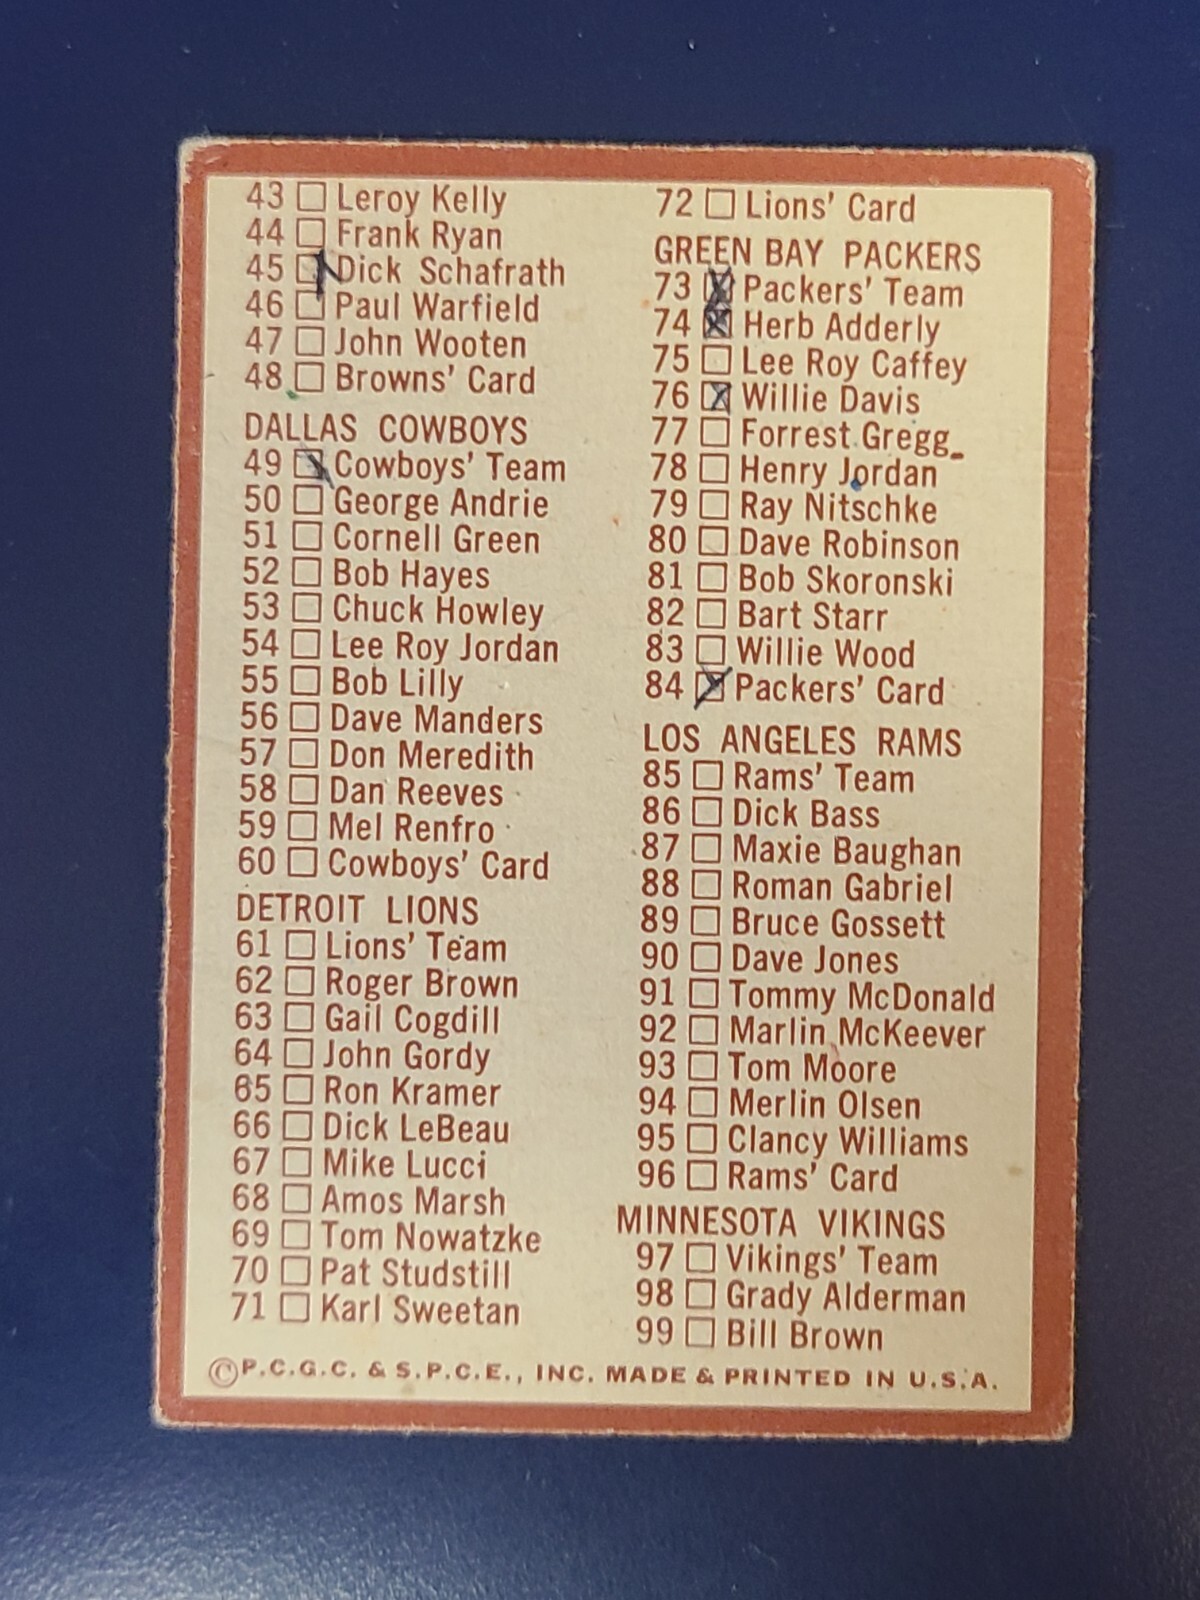 43 Leroy Kelly
44 Frank Ryan
45 Dick Schafrath
46 Paul Warfield
47 John Wooten
48 Browns' Card
DALLAS COWBOYS
49 Cowboys' Team
50 George Andrie
51 Cornell Green
52 Bob Hayes
53 Chuck Howley
54 Lee Roy Jordan
55 Bob Lilly
56 Dave Manders
57 Don Meredith
58 Dan Reeves
59 Mel Renfro
60 Cowboys' Card
DETROIT LIONS
61 Lions' Team
62 Roger Brown
63 Gail Cogdill
64 John Gordy
65 Ron Kramer
66 Dick LeBeau
67 Mike Lucci
68 Amos Marsh
69 Tom Nowatzke
70 Pat Studstill
71 Karl Sweetan
72 Lions' Card
GREEN BAY PACKERS
73 Packers' Team
74 Herb Adderly
75 Lee Roy Caffey
76 Willie Davis
77 Forrest Gregg
78 Henry Jordan
79 Ray Nitschke
80 Dave Robinson
81 Bob Skoronski
82 Bart Starr
83 Willie Wood
84 Packers' Card
LOS ANGELES RAMS
85 Rams' Team
86 Dick Bass
87 Maxie Baughan
88 Roman Gabriel
89 Bruce Gossett
90 Dave Jones
91 Tommy McDonald
92 Marlin McKeever
93 Tom Moore
94 Merlin Olsen
95 Clancy Williams
96 Rams' Card
MINNESOTA VIKINGS
97 Vikings' Team
98 Grady Alderman
99 Bill Brown
©P.C.G.C. & S.P.C.E., INC. MADE & PRINTED IN U.S.A.